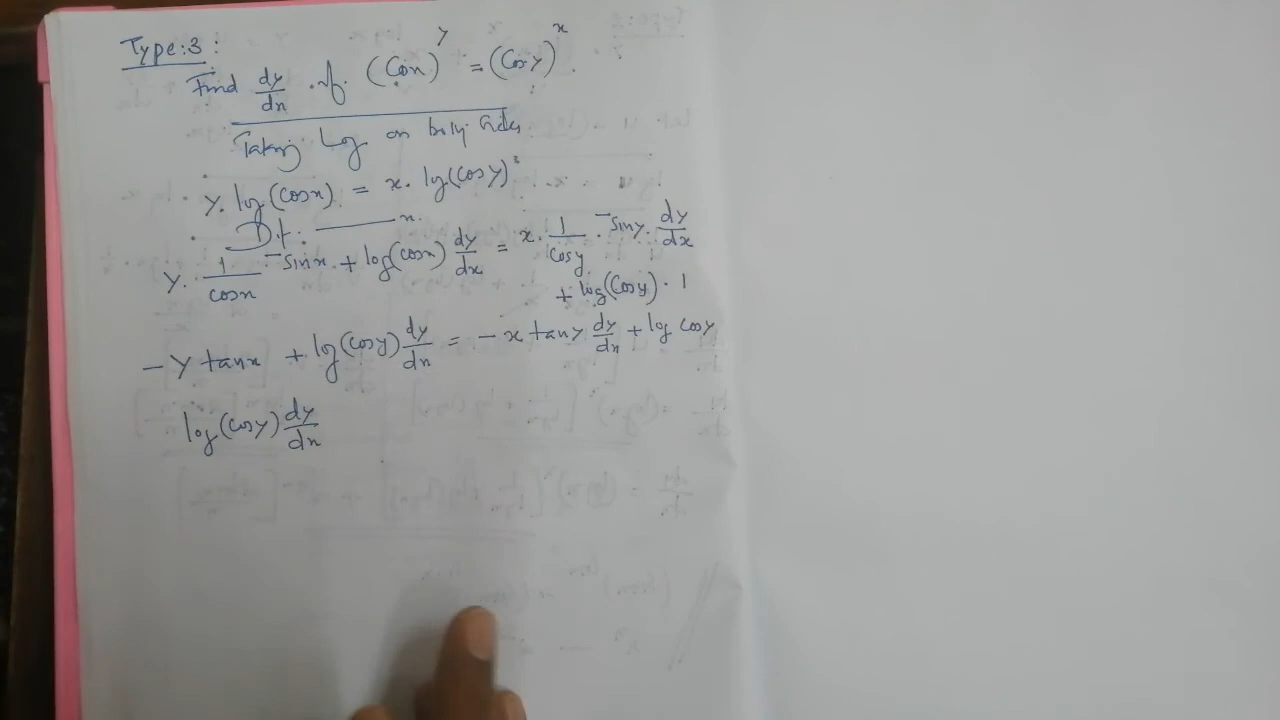 Type:3:
Find dy/dx if (Cosx)^y = (Cosy)^x.
Taking Log on both sides
y. log(cosx) = x. log(cosy)
Dif: ——— x.
y. 1/cosx . -sinx. + log(cosx) dy/dx = x. 1/cosy . -siny. dy/dx
+ log(cosy) . 1
- y tanx + log(cosy) dy/dx = - x tany dy/dx + log cosy
log(cosy) dy/dx